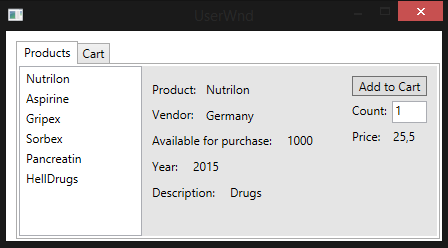 UserWnd
Products Cart
Nutrilon
Aspirine
Gripex
Sorbex
Pancreatin
HellDrugs
Product: Nutrilon
Vendor: Germany
Available for purchase: 1000
Year: 2015
Description: Drugs
Add to Cart
Count: 1
Price: 25,5